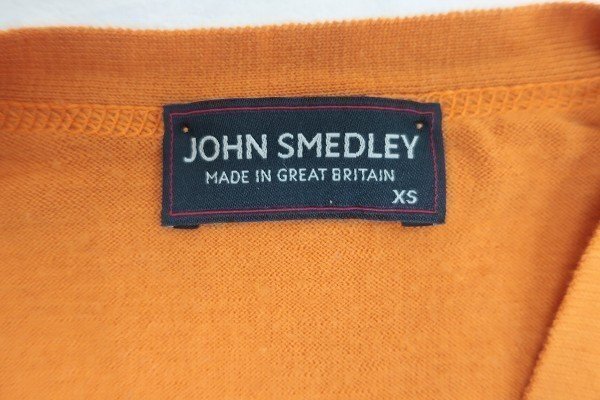 JOHN SMEDLEY
MADE IN GREAT BRITAIN
XS